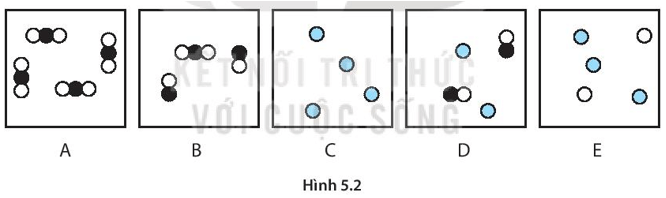 KẾT NỐI TRI THỨC
VỚI CUỘC SỐNG
A B C D E
Hình 5.2